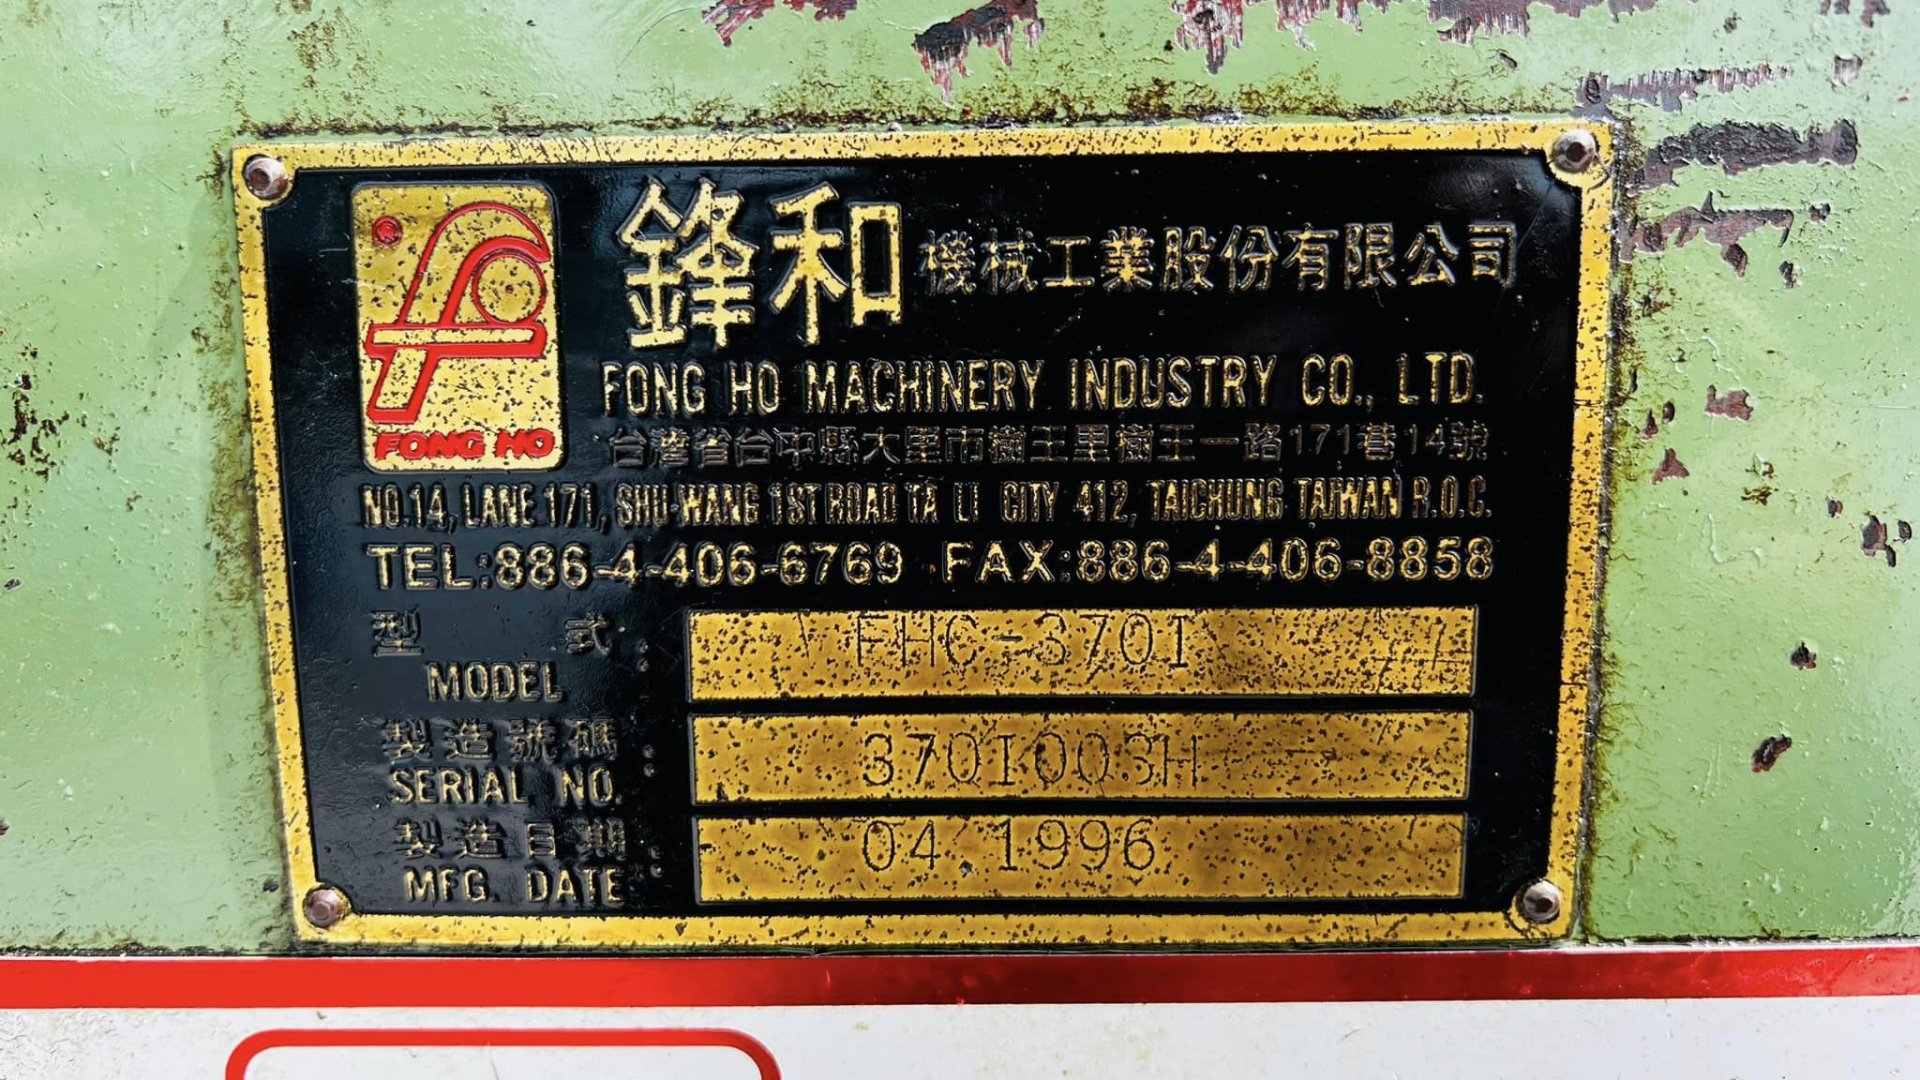 鋒和 機械工業股份有限公司
FONG HO
FONG HO MACHINERY INDUSTRY CO., LTD.
台灣省台中縣大里市樹王里樹王一路171巷14號
NO.14, LANE 171, SHU-WANG 1ST ROAD TA LI CITY 412, TAICHUNG TAIWAN R.O.C.
TEL:886-4-406-6769 FAX:886-4-406-8858
型式: FHC-370I
MODEL
製造號碼: 370I003H
SERIAL NO.
製造日期: 04 1996
MFG. DATE